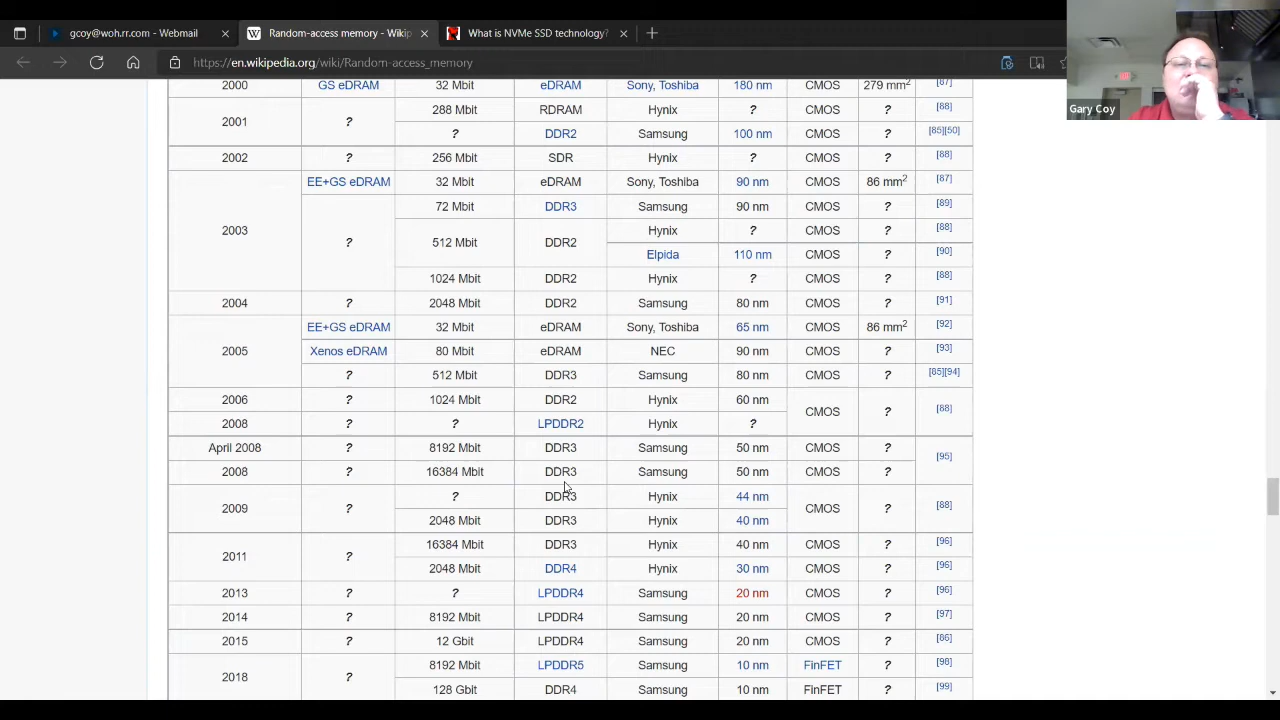 gcoy@woh.rr.com - Webmail
Random-access memory - Wikip
What is NVMe SSD technology?
https://en.wikipedia.org/wiki/Random-access_memory
Gary Coy
2000 GS eDRAM 32 Mbit eDRAM Sony, Toshiba 180 nm CMOS 279 mm2 [87]
2001 ? 288 Mbit RDRAM Hynix ? CMOS ? [88]
? DDR2 Samsung 100 nm CMOS ? [85][50]
2002 ? 256 Mbit SDR Hynix ? CMOS ? [88]
2003 EE+GS eDRAM 32 Mbit eDRAM Sony, Toshiba 90 nm CMOS 86 mm2 [87]
? 72 Mbit DDR3 Samsung 90 nm CMOS ? [89]
512 Mbit DDR2 Hynix ? CMOS ? [88]
Elpida 110 nm CMOS ? [90]
1024 Mbit DDR2 Hynix ? CMOS ? [88]
2004 ? 2048 Mbit DDR2 Samsung 80 nm CMOS ? [91]
2005 EE+GS eDRAM 32 Mbit eDRAM Sony, Toshiba 65 nm CMOS 86 mm2 [92]
Xenos eDRAM 80 Mbit eDRAM NEC 90 nm CMOS ? [93]
? 512 Mbit DDR3 Samsung 80 nm CMOS ? [85][94]
2006 ? 1024 Mbit DDR2 Hynix 60 nm CMOS ? [88]
2008 ? ? LPDDR2 Hynix ?
April 2008 ? 8192 Mbit DDR3 Samsung 50 nm CMOS ? [95]
2008 ? 16384 Mbit DDR3 Samsung 50 nm CMOS ?
2009 ? ? DDR3 Hynix 44 nm CMOS ? [88]
2048 Mbit DDR3 Hynix 40 nm
2011 ? 16384 Mbit DDR3 Hynix 40 nm CMOS ? [96]
2048 Mbit DDR4 Hynix 30 nm CMOS ? [96]
2013 ? ? LPDDR4 Samsung 20 nm CMOS ? [96]
2014 ? 8192 Mbit LPDDR4 Samsung 20 nm CMOS ? [97]
2015 ? 12 Gbit LPDDR4 Samsung 20 nm CMOS ? [86]
2018 ? 8192 Mbit LPDDR5 Samsung 10 nm FinFET ? [98]
128 Gbit DDR4 Samsung 10 nm FinFET ? [99]